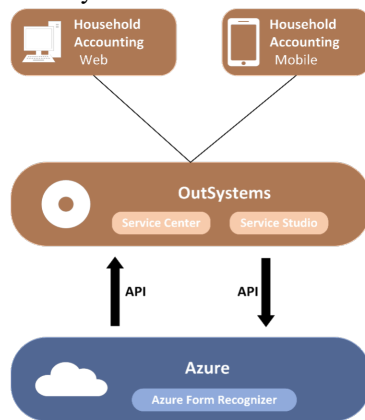 Household
Accounting
Web
Household
Accounting
Mobile
OutSystems
Service Center
Service Studio
API
API
Azure
Azure Form Recognizer